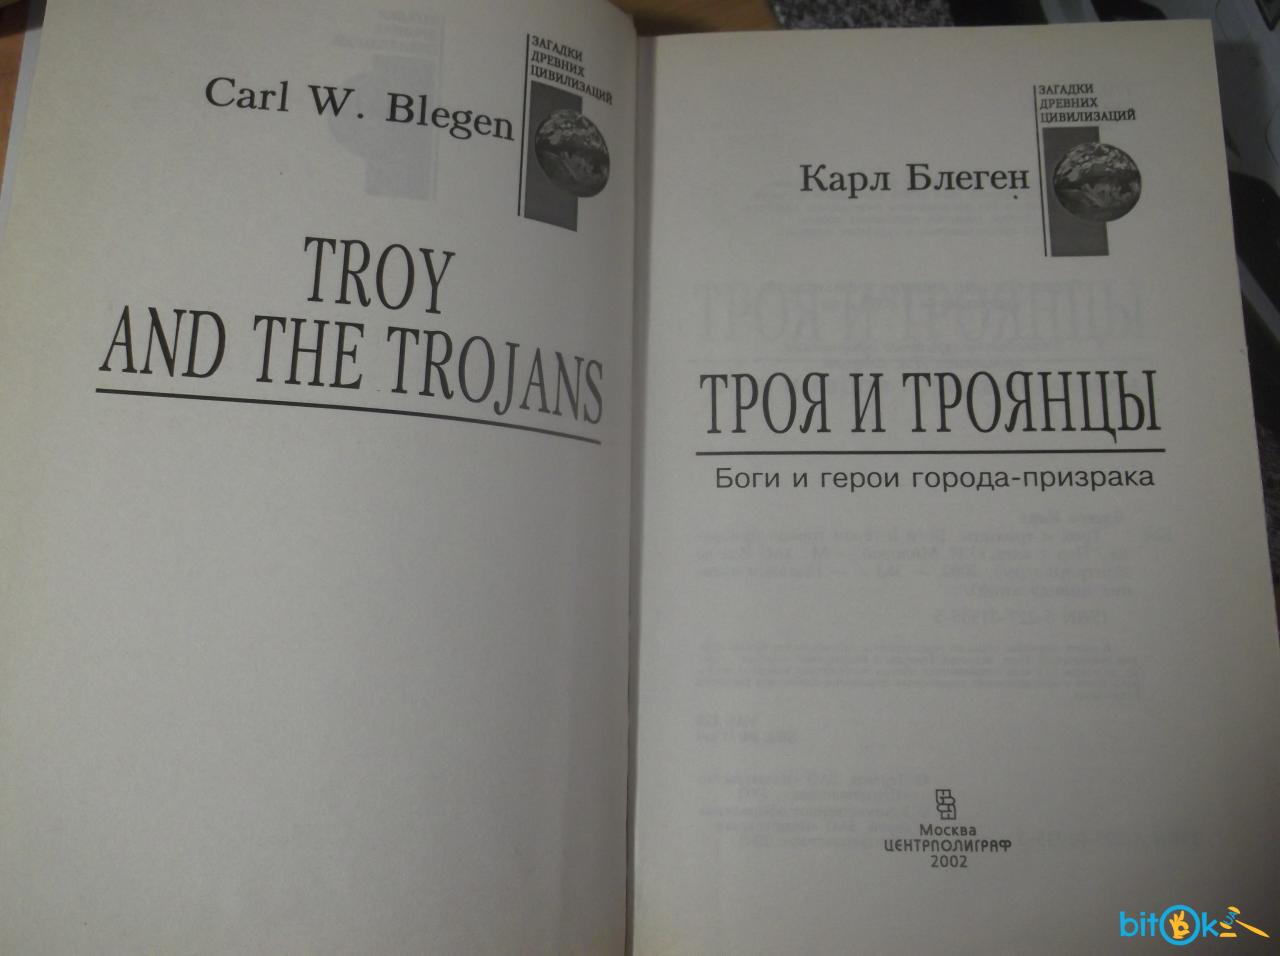 ЗАГАДКИ
ДРЕВНИХ
ЦИВИЛИЗАЦИЙ
Carl W. Blegen
TROY
AND THE TROJANS
ЗАГАДКИ
ДРЕВНИХ
ЦИВИЛИЗАЦИЙ
Карл Блеген
ТРОЯ И ТРОЯНЦЫ
Боги и герои города-призрака
Москва
ЦЕНТРПОЛИГРАФ
2002
bitOk UA